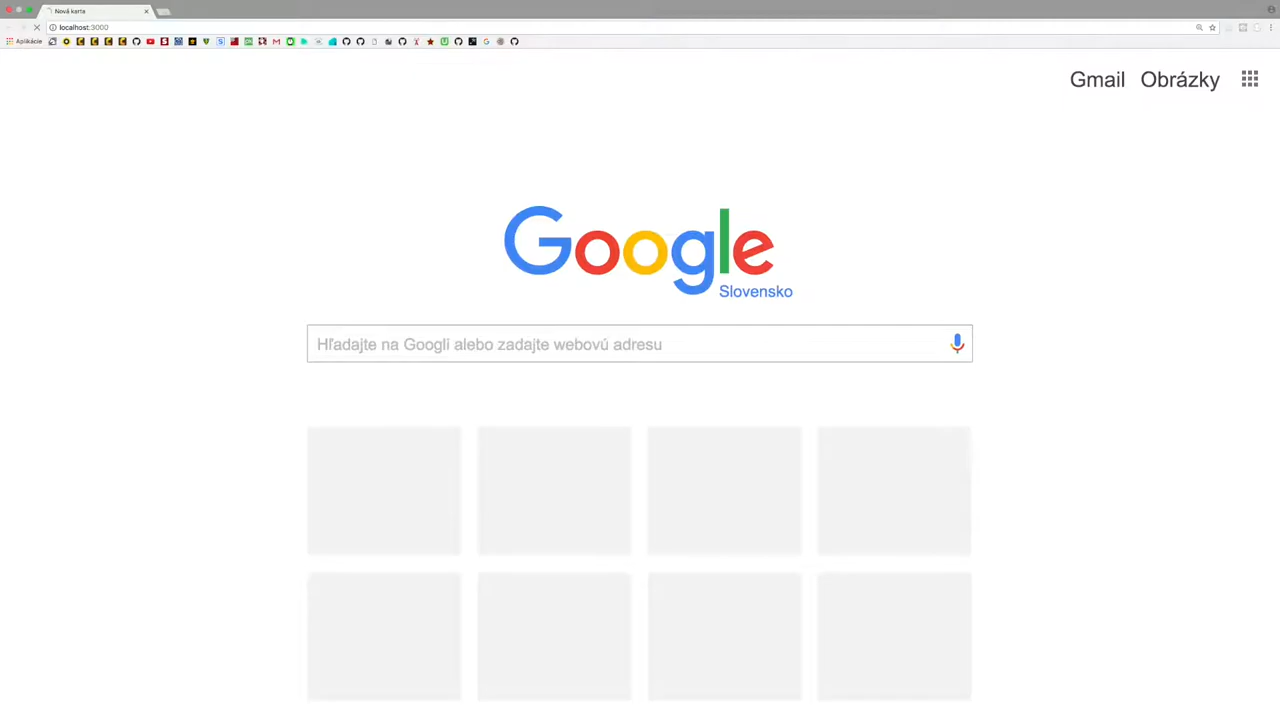 Nová karta
localhost:3000
Aplikácie
Gmail Obrázky
Google
Slovensko
Hľadajte na Googli alebo zadajte webovú adresu